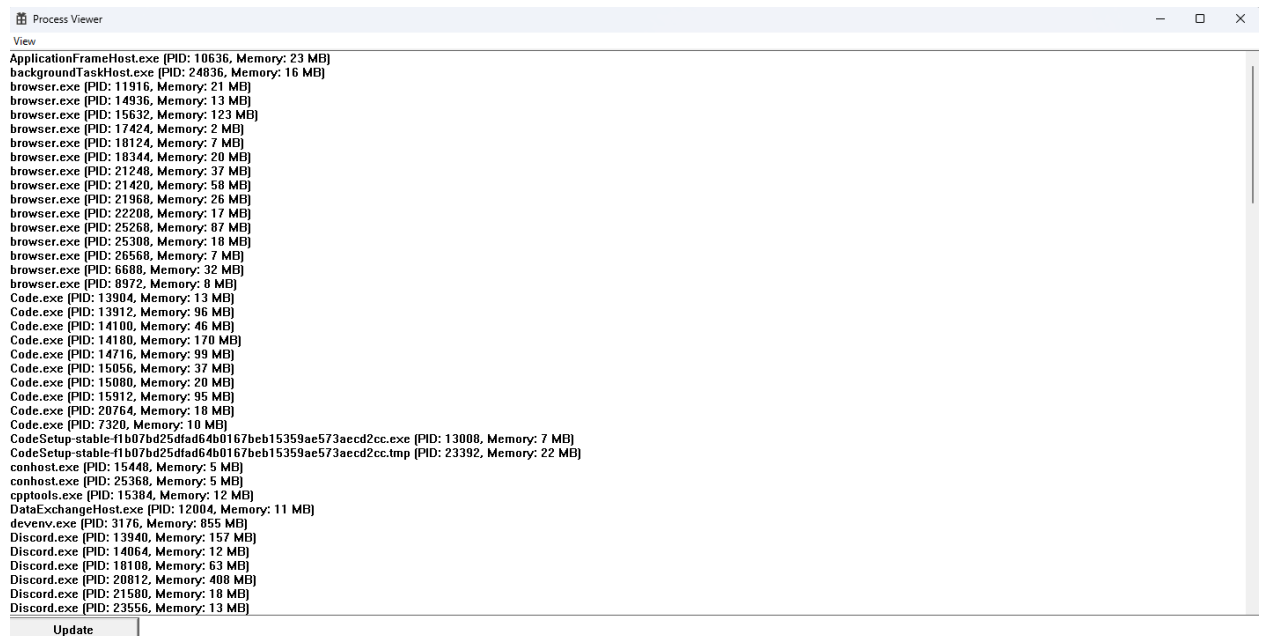 Process Viewer
View
ApplicationFrameHost.exe (PID: 10636, Memory: 23 MB)
backgroundTaskHost.exe (PID: 24836, Memory: 16 MB)
browser.exe (PID: 11916, Memory: 21 MB)
browser.exe (PID: 14936, Memory: 13 MB)
browser.exe (PID: 15632, Memory: 123 MB)
browser.exe (PID: 17424, Memory: 2 MB)
browser.exe (PID: 18124, Memory: 7 MB)
browser.exe (PID: 18344, Memory: 20 MB)
browser.exe (PID: 21248, Memory: 37 MB)
browser.exe (PID: 21420, Memory: 58 MB)
browser.exe (PID: 21968, Memory: 26 MB)
browser.exe (PID: 22208, Memory: 17 MB)
browser.exe (PID: 25268, Memory: 87 MB)
browser.exe (PID: 25308, Memory: 18 MB)
browser.exe (PID: 26568, Memory: 7 MB)
browser.exe (PID: 6688, Memory: 32 MB)
browser.exe (PID: 8972, Memory: 8 MB)
Code.exe (PID: 13904, Memory: 13 MB)
Code.exe (PID: 13912, Memory: 96 MB)
Code.exe (PID: 14100, Memory: 46 MB)
Code.exe (PID: 14180, Memory: 170 MB)
Code.exe (PID: 14716, Memory: 99 MB)
Code.exe (PID: 15056, Memory: 37 MB)
Code.exe (PID: 15080, Memory: 20 MB)
Code.exe (PID: 15912, Memory: 95 MB)
Code.exe (PID: 20764, Memory: 18 MB)
Code.exe (PID: 7320, Memory: 10 MB)
CodeSetup-stable-f1b07bd25dfad64b0167beb15359ae573aecd2cc.exe (PID: 13008, Memory: 7 MB)
CodeSetup-stable-f1b07bd25dfad64b0167beb15359ae573aecd2cc.tmp (PID: 23392, Memory: 22 MB)
conhost.exe (PID: 15448, Memory: 5 MB)
conhost.exe (PID: 25368, Memory: 5 MB)
cpptools.exe (PID: 15384, Memory: 12 MB)
DataExchangeHost.exe (PID: 12004, Memory: 11 MB)
devenv.exe (PID: 3176, Memory: 855 MB)
Discord.exe (PID: 13940, Memory: 157 MB)
Discord.exe (PID: 14064, Memory: 12 MB)
Discord.exe (PID: 18108, Memory: 63 MB)
Discord.exe (PID: 20812, Memory: 408 MB)
Discord.exe (PID: 21580, Memory: 18 MB)
Discord.exe (PID: 23556, Memory: 13 MB)
Update